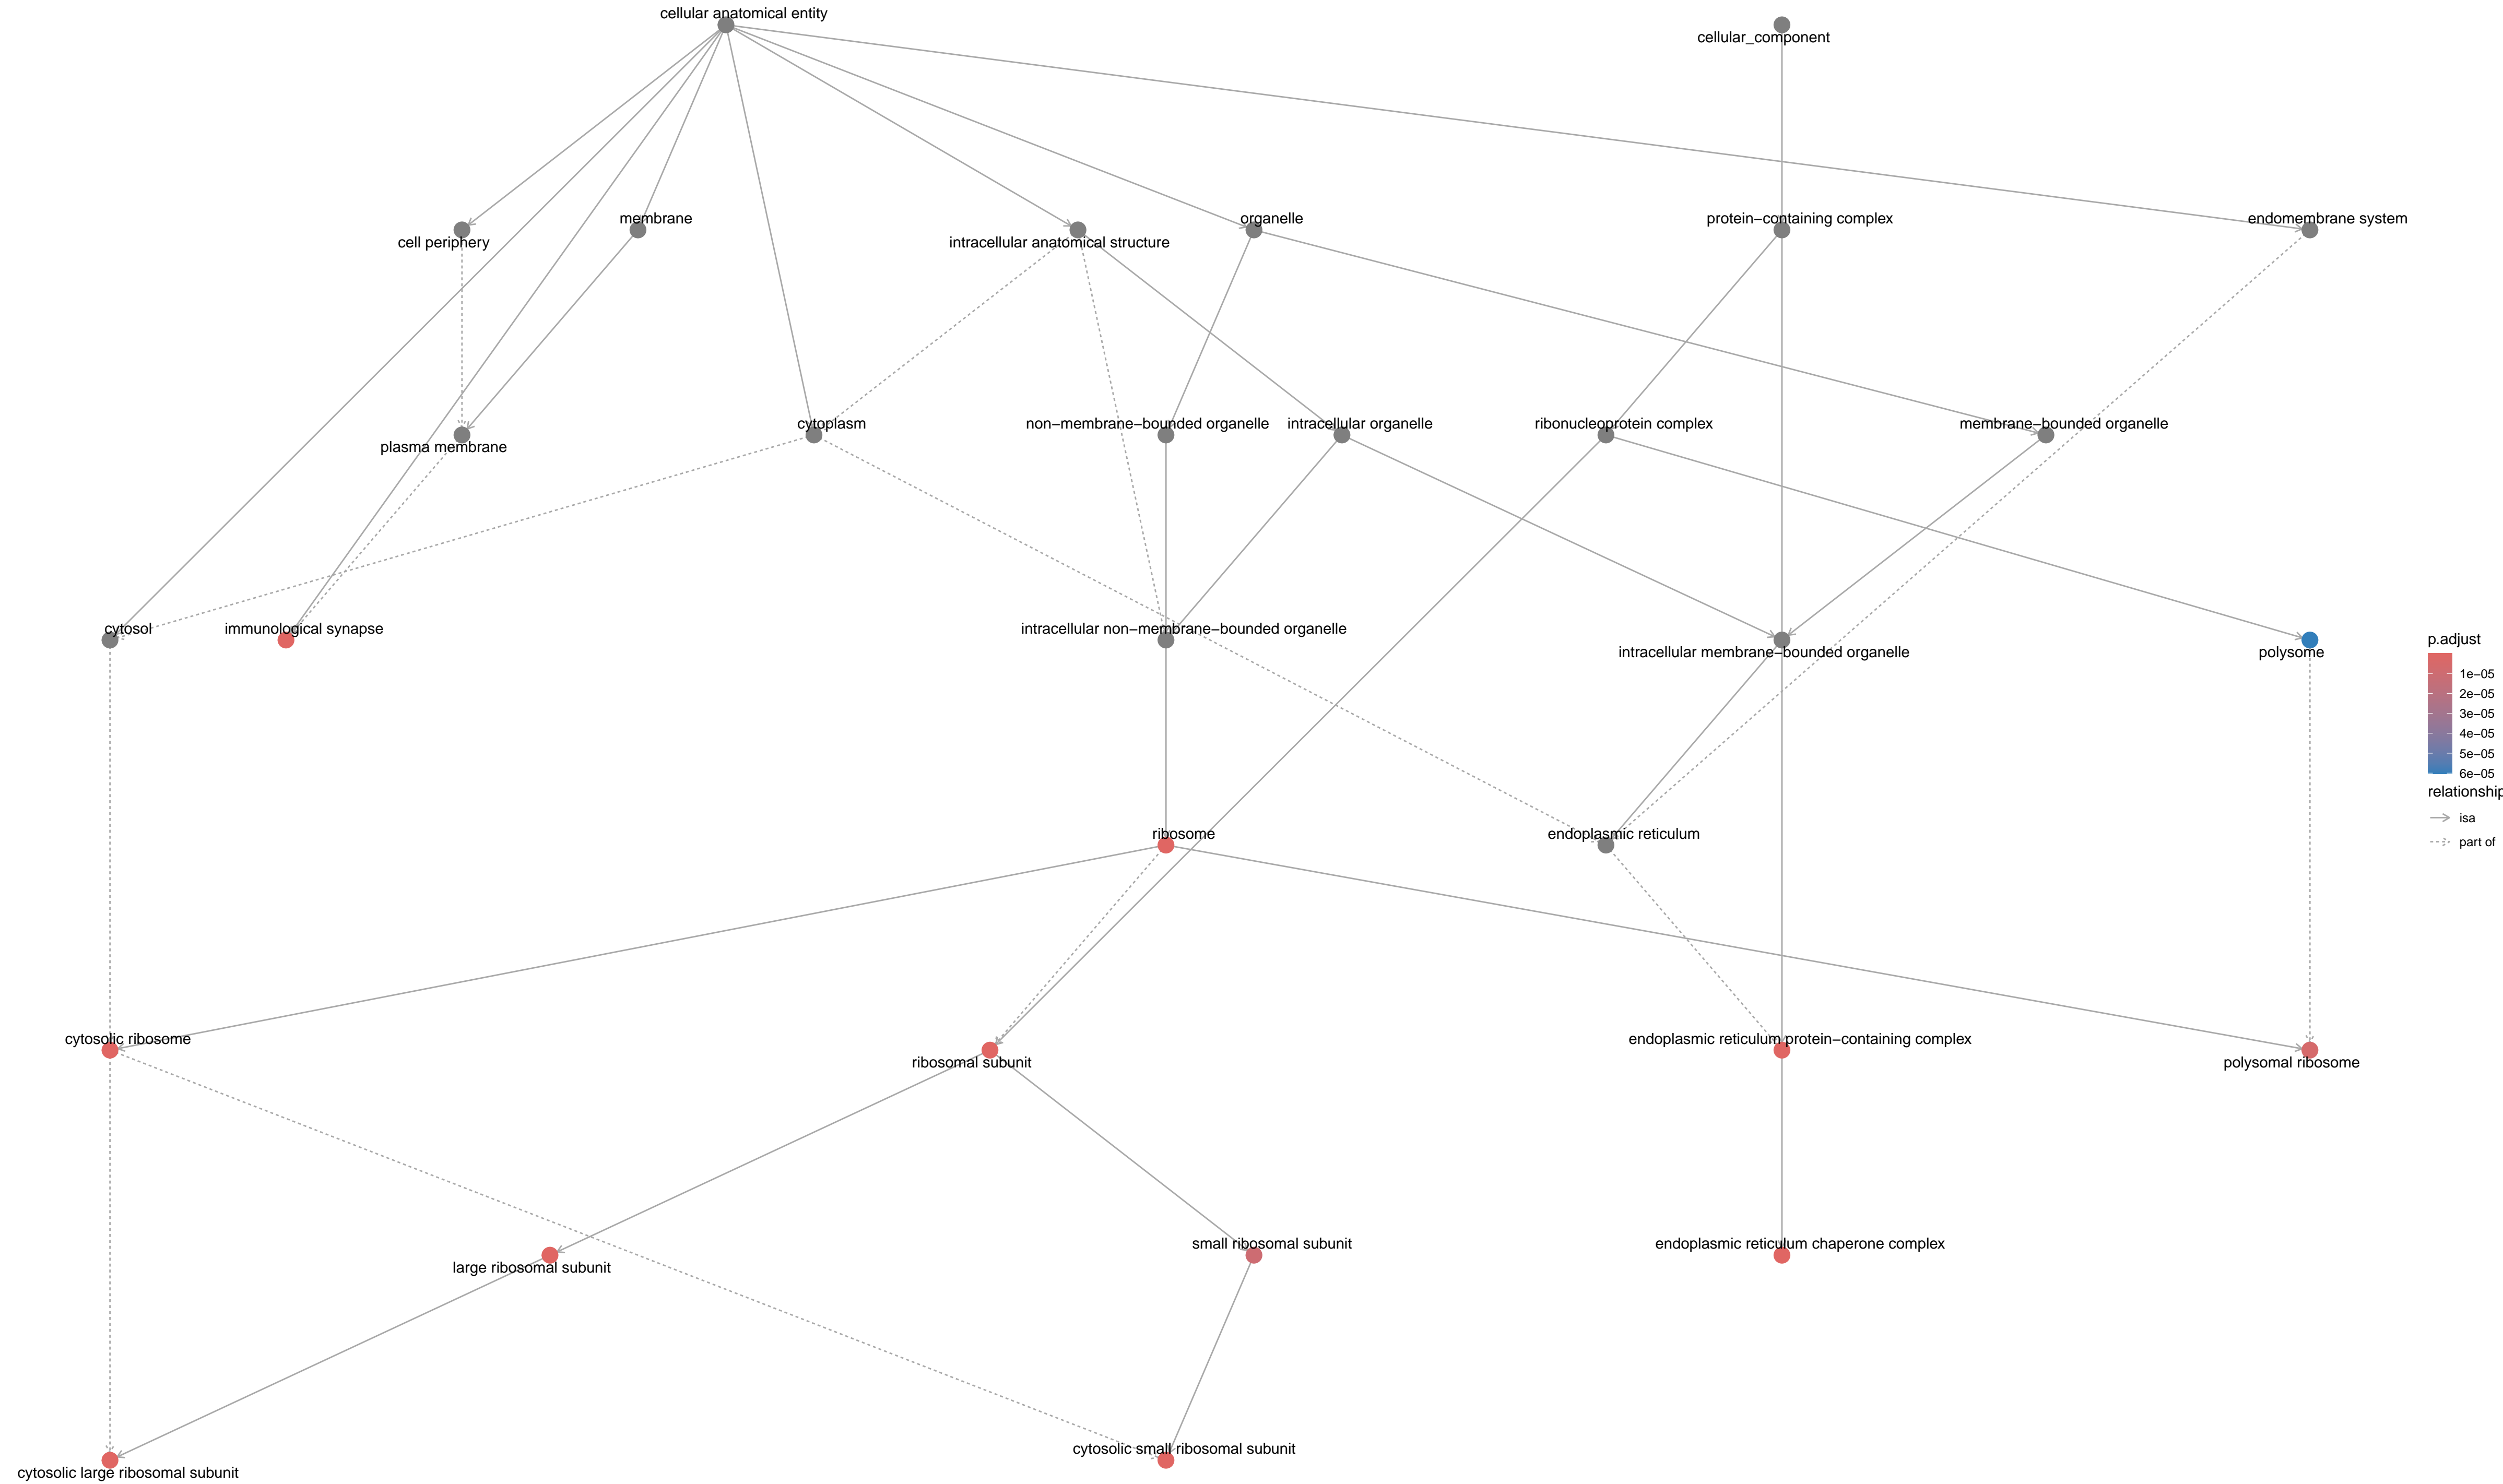 cellular anatomical entity
cellular_component
cell periphery
membrane
intracellular anatomical structure
organelle
protein−containing complex
endomembrane system
plasma membrane
cytoplasm
non−membrane−bounded organelle
intracellular organelle
ribonucleoprotein complex
membrane−bounded organelle
cytosol
immunological synapse
intracellular non−membrane−bounded organelle
intracellular membrane−bounded organelle
polysome
ribosome
endoplasmic reticulum
cytosolic ribosome
ribosomal subunit
endoplasmic reticulum protein−containing complex
polysomal ribosome
large ribosomal subunit
small ribosomal subunit
endoplasmic reticulum chaperone complex
cytosolic large ribosomal subunit
cytosolic small ribosomal subunit
p.adjust
1e−05
2e−05
3e−05
4e−05
5e−05
6e−05
relationship
isa
part of